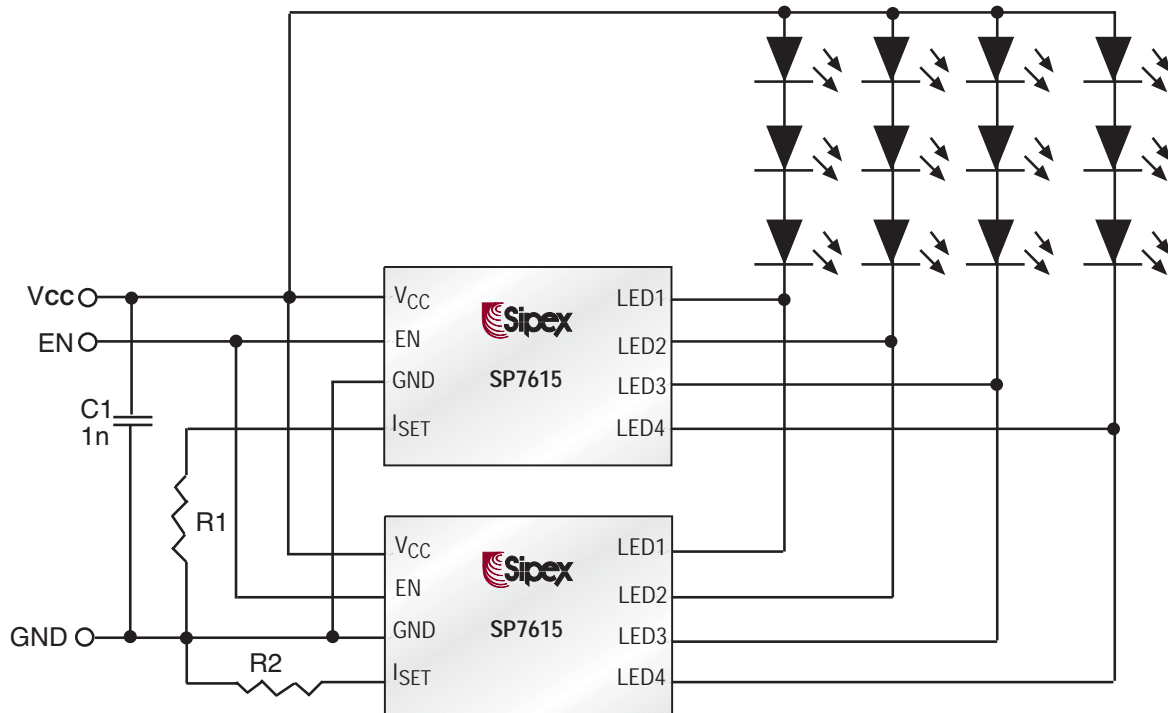 Vcc
EN
C1
1n
R1
GND
R2
VCC
EN
GND
ISET
Sipex
SP7615
LED1
LED2
LED3
LED4
VCC
EN
GND
ISET
Sipex
SP7615
LED1
LED2
LED3
LED4